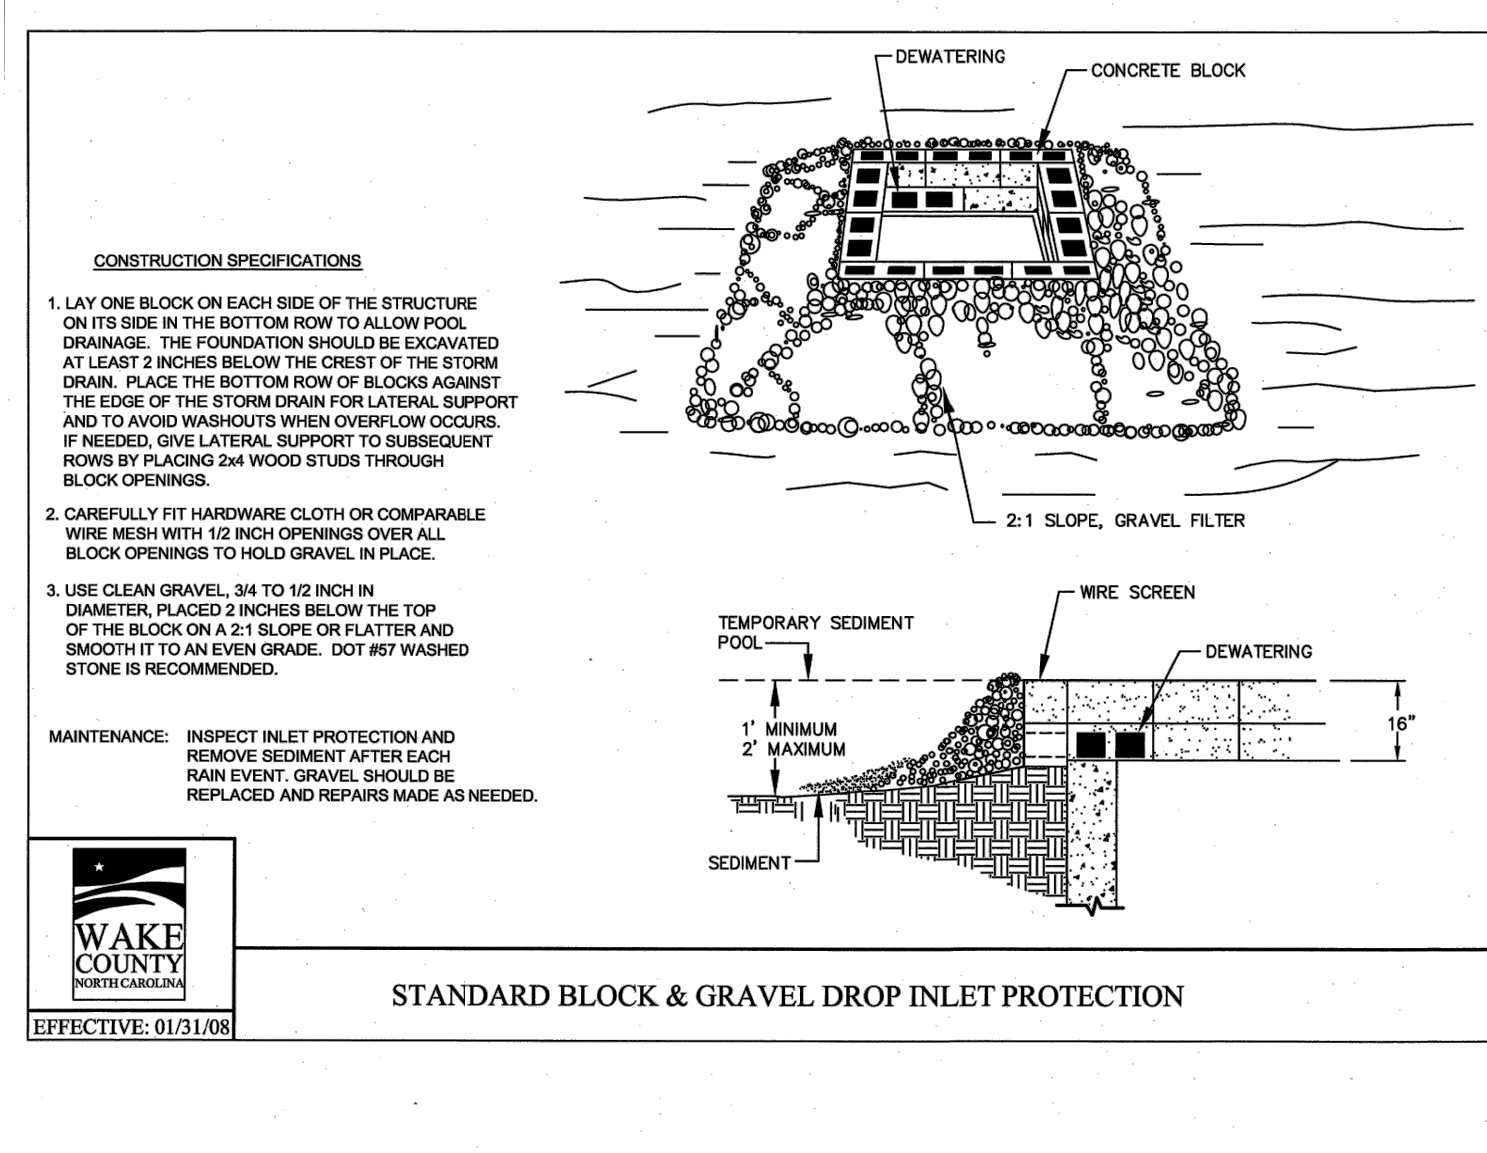 DEWATERING
CONCRETE BLOCK
CONSTRUCTION SPECIFICATIONS
1. LAY ONE BLOCK ON EACH SIDE OF THE STRUCTURE
ON ITS SIDE IN THE BOTTOM ROW TO ALLOW POOL
DRAINAGE. THE FOUNDATION SHOULD BE EXCAVATED
AT LEAST 2 INCHES BELOW THE CREST OF THE STORM
DRAIN. PLACE THE BOTTOM ROW OF BLOCKS AGAINST
THE EDGE OF THE STORM DRAIN FOR LATERAL SUPPORT
AND TO AVOID WASHOUTS WHEN OVERFLOW OCCURS.
IF NEEDED, GIVE LATERAL SUPPORT TO SUBSEQUENT
ROWS BY PLACING 2x4 WOOD STUDS THROUGH
BLOCK OPENINGS.
2. CAREFULLY FIT HARDWARE CLOTH OR COMPARABLE
WIRE MESH WITH 1/2 INCH OPENINGS OVER ALL
BLOCK OPENINGS TO HOLD GRAVEL IN PLACE.
3. USE CLEAN GRAVEL, 3/4 TO 1/2 INCH IN
DIAMETER, PLACED 2 INCHES BELOW THE TOP
OF THE BLOCK ON A 2:1 SLOPE OR FLATTER AND
SMOOTH IT TO AN EVEN GRADE. DOT #57 WASHED
STONE IS RECOMMENDED.
MAINTENANCE: INSPECT INLET PROTECTION AND
REMOVE SEDIMENT AFTER EACH
RAIN EVENT. GRAVEL SHOULD BE
REPLACED AND REPAIRS MADE AS NEEDED.
2:1 SLOPE, GRAVEL FILTER
WIRE SCREEN
TEMPORARY SEDIMENT
POOL
DEWATERING
1' MINIMUM
2' MAXIMUM
16"
SEDIMENT
WAKE
COUNTY
NORTH CAROLINA
EFFECTIVE: 01/31/08
STANDARD BLOCK & GRAVEL DROP INLET PROTECTION